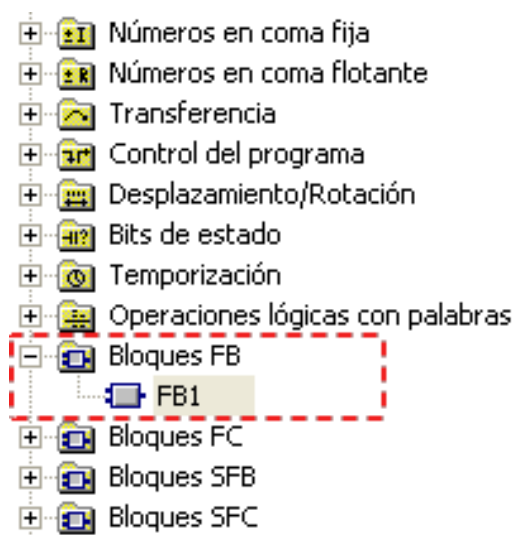 Números en coma fija
Números en coma flotante
Transferencia
Control del programa
Desplazamiento/Rotación
Bits de estado
Temporización
Operaciones lógicas con palabras
Bloques FB
FB1
Bloques FC
Bloques SFB
Bloques SFC